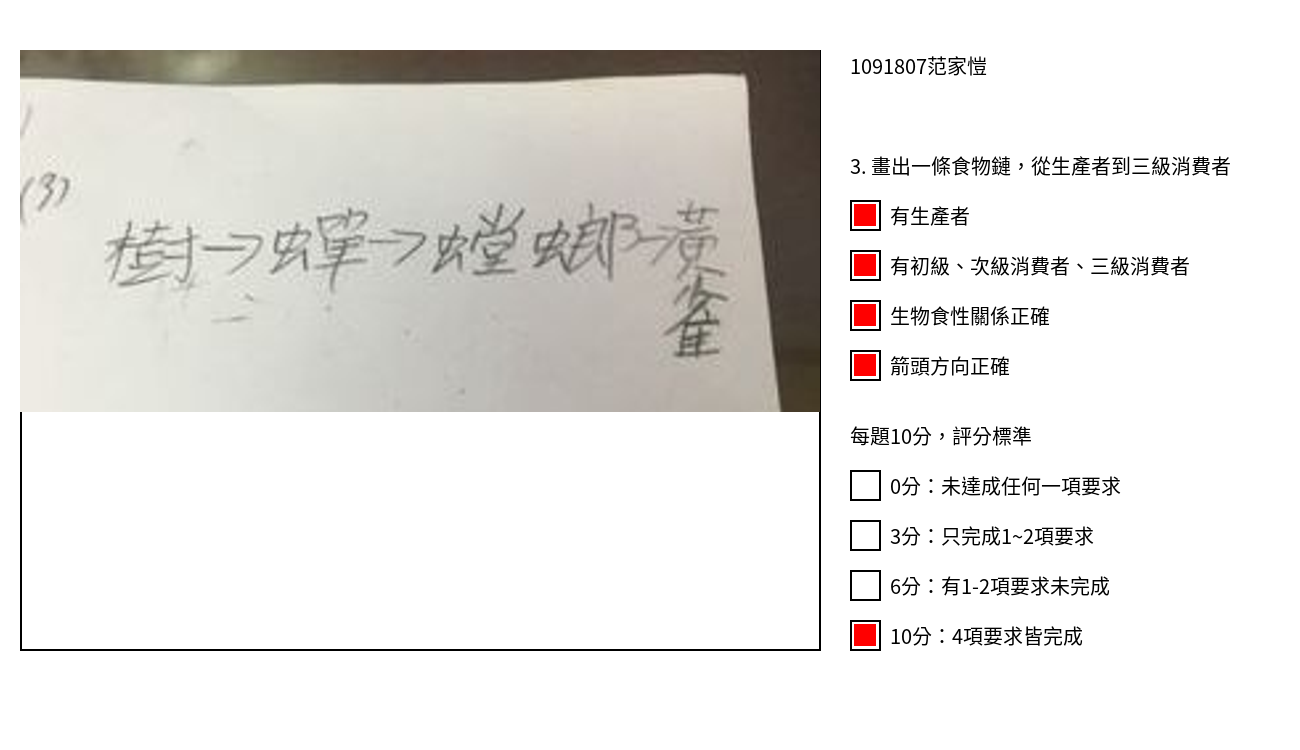 (3)
樹→蟬→螳螂→黃雀
1091807范家愷
3. 畫出一條食物鏈，從生產者到三級消費者
有生產者
有初級、次級消費者、三級消費者
生物食性關係正確
箭頭方向正確
每題10分，評分標準
0分：未達成任何一項要求
3分：只完成1~2項要求
6分：有1-2項要求未完成
10分：4項要求皆完成